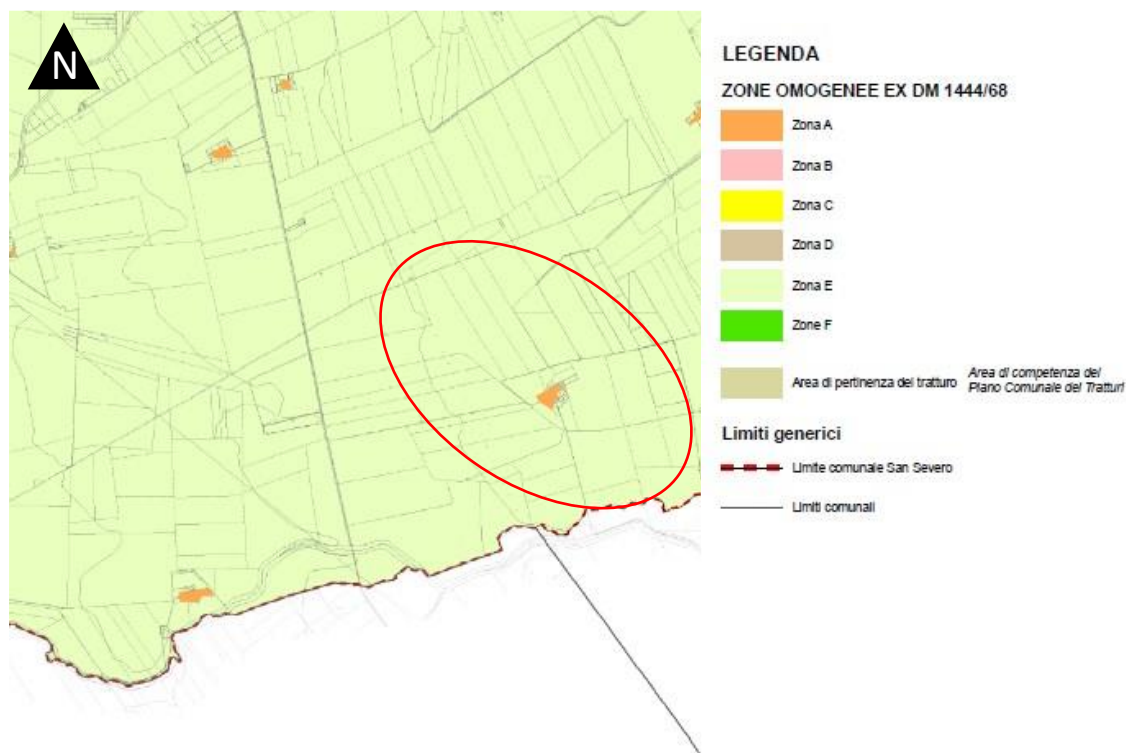 N
LEGENDA
ZONE OMOGENEE EX DM 1444/68
Zona A
Zona B
Zona C
Zona D
Zona E
Zone F
Area di pertinenza del tratturo
Area di competenza del
Piano Comunale dei Tratturi
Limiti generici
Limite comunale San Severo
Limiti comunali